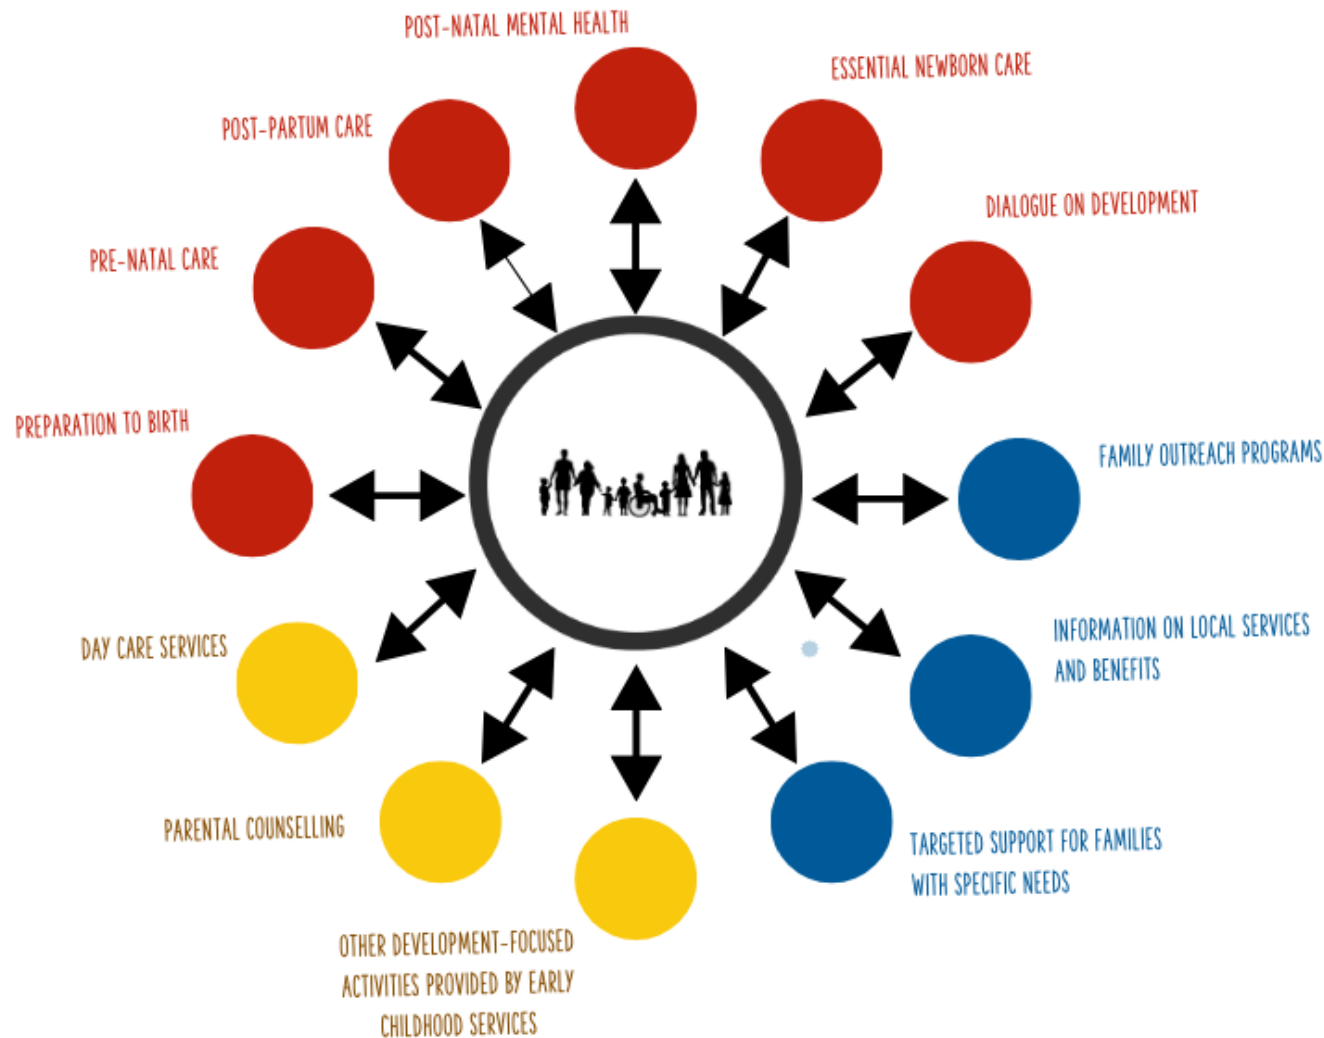 POST-NATAL MENTAL HEALTH
ESSENTIAL NEWBORN CARE
POST-PARTUM CARE
DIALOGUE ON DEVELOPMENT
PRE-NATAL CARE
PREPARATION TO BIRTH
FAMILY OUTREACH PROGRAMS
INFORMATION ON LOCAL SERVICES
AND BENEFITS
DAY CARE SERVICES
PARENTAL COUNSELLING
TARGETED SUPPORT FOR FAMILIES
WITH SPECIFIC NEEDS
OTHER DEVELOPMENT-FOCUSED
ACTIVITIES PROVIDED BY EARLY
CHILDHOOD SERVICES